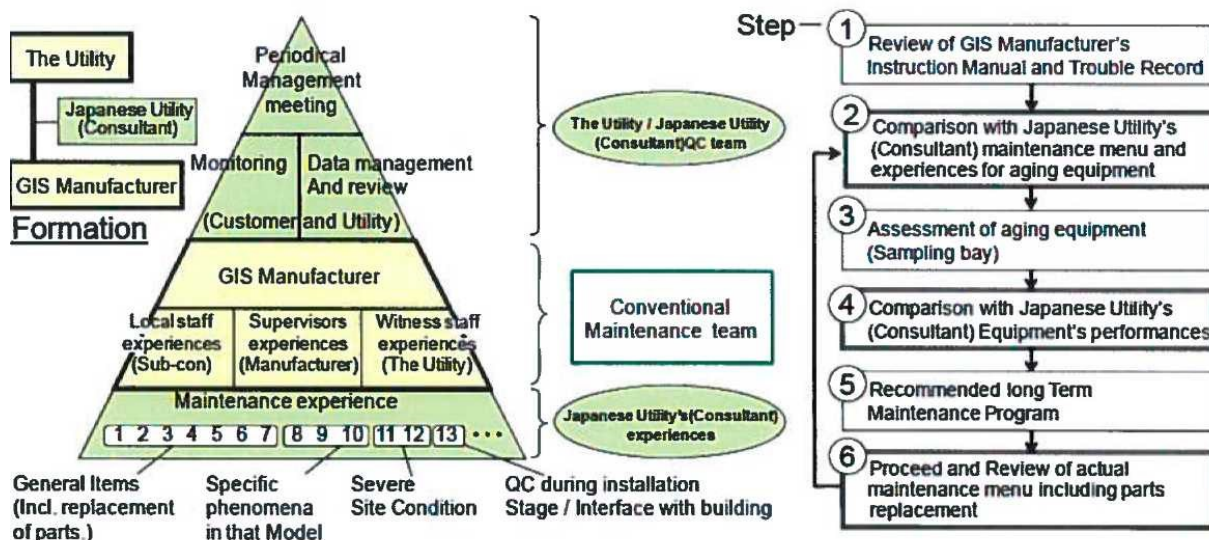 The Utility
Japanese Utility
(Consultant)
GIS Manufacturer
Formation
Periodical
Management
meeting
Monitoring
Data management
And review
(Customer and Utility)
GIS Manufacturer
Local staff
experiences
(Sub-con)
Supervisors
experiences
(Manufacturer)
Witness staff
experiences
(The Utility)
Maintenance experience
1 2 3 4 5 6 7 8 9 10 11 12 13 ···
General Items
(Incl. replacement
of parts.)
Specific
phenomena
in that Model
Severe
Site Condition
QC during installation
Stage / Interface with building
The Utility / Japanese Utility
(Consultant)QC team
Conventional
Maintenance team
Japanese Utility's(Consultant)
experiences
Step
1
Review of GIS Manufacturer's
Instruction Manual and Trouble Record
2
Comparison with Japanese Utility's
(Consultant) maintenance menu and
experiences for aging equipment
3
Assessment of aging equipment
(Sampling bay)
4
Comparison with Japanese Utility's
(Consultant) Equipment's performances
5
Recommended long Term
Maintenance Program
6
Proceed and Review of actual
maintenance menu including parts
replacement